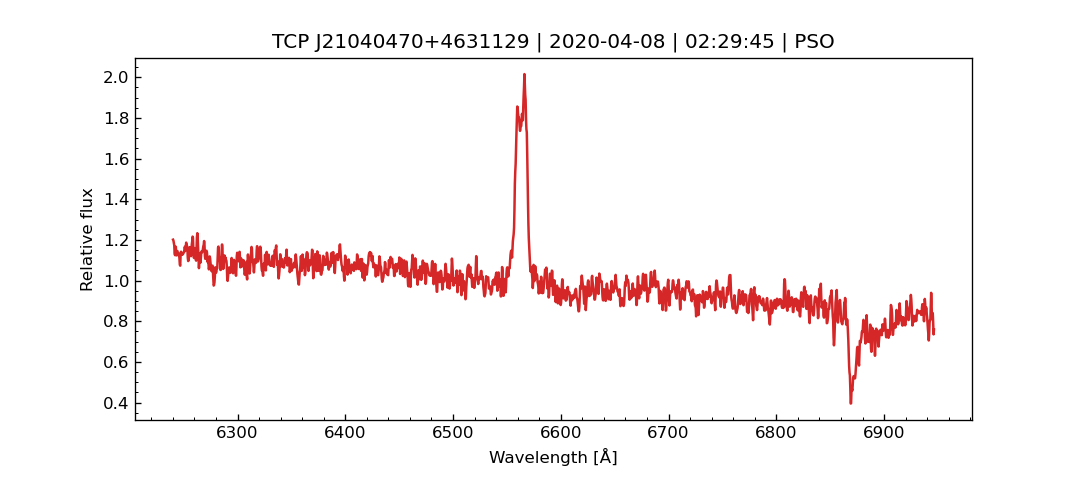 TCP J21040470+4631129 | 2020-04-08 | 02:29:45 | PSO
2.0
1.8
1.6
1.4
1.2
1.0
0.8
0.6
0.4
Relative flux
6300 6400 6500 6600 6700 6800 6900
Wavelength [Å]